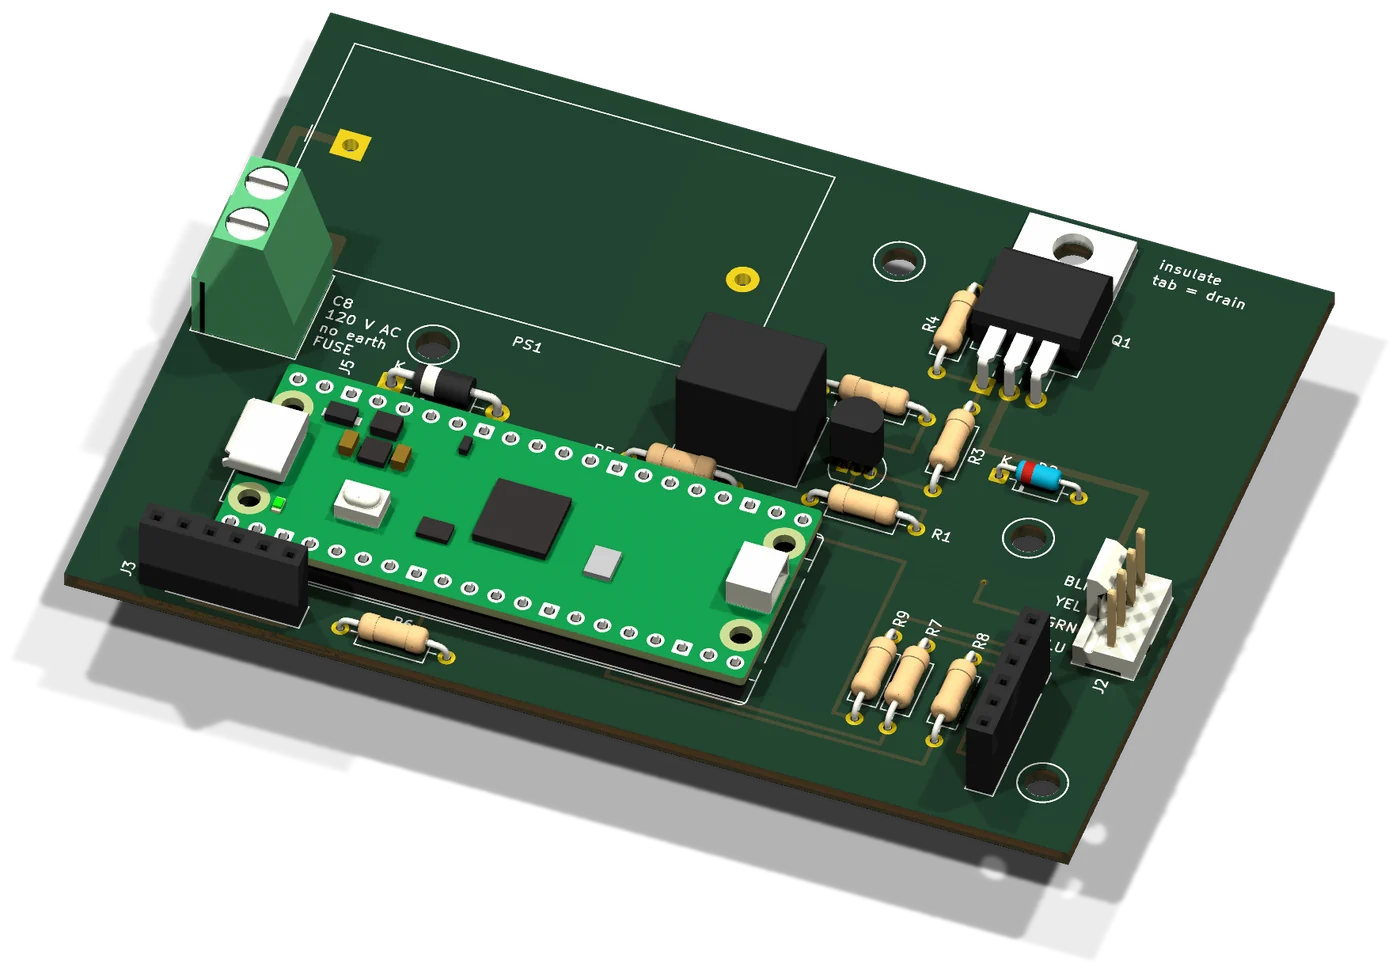 insulate
tab = drain
R4
Q1
C8
120 V AC
no earth
FUSE
J5
K
PS1
R3
K
R1
J3
YEL
GRN
R9
R7
R8
J2